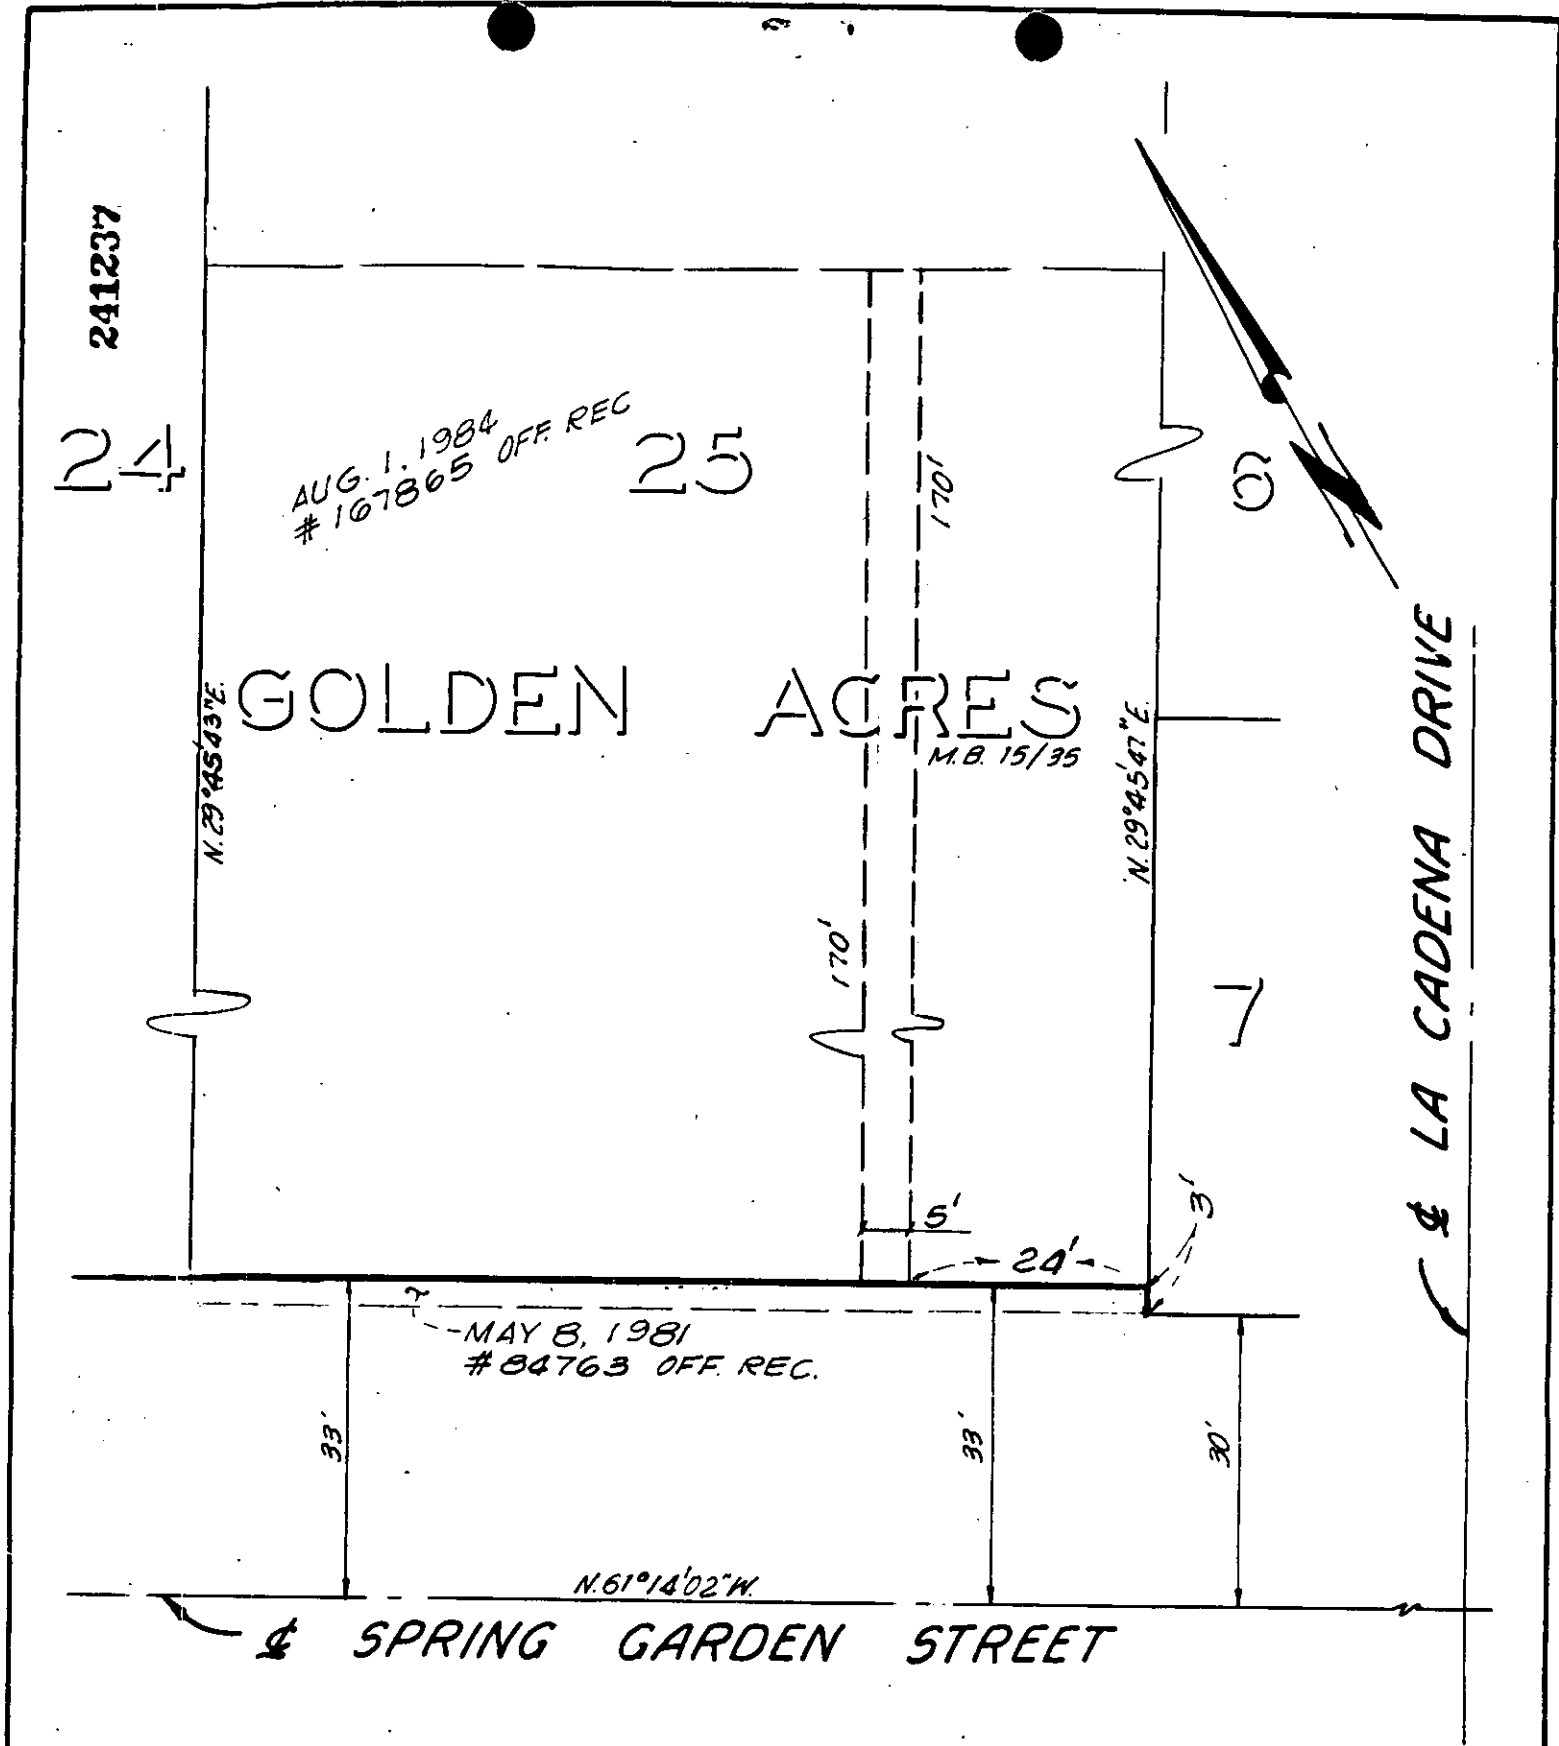 241237
24
AUG. 1. 1984
#167865 OFF. REC
25
170'
6
N
GOLDEN ACRES
M.B. 15/35
N. 29°45'43"E.
N. 29°45'47"E.
170'
7
℄ LA CADENA DRIVE
5'
24'
3'
MAY 8, 1981
#84763 OFF. REC.
33'
33'
30'
N.61°14'02"W.
℄ SPRING GARDEN STREET